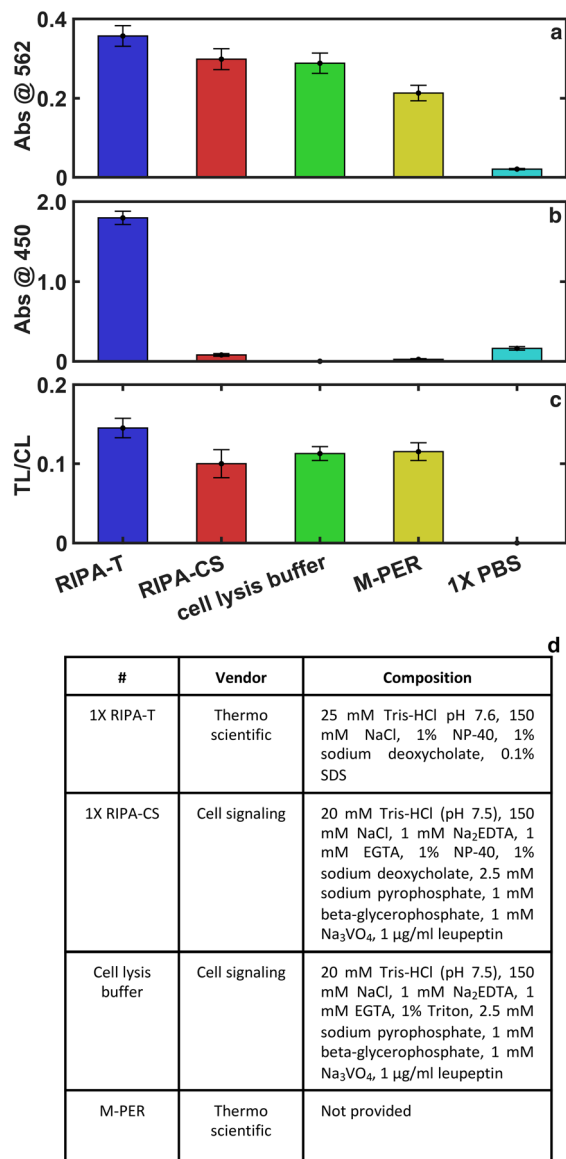 a
Abs @ 562
0.4
0.2
0
b
Abs @ 450
2.0
1.0
0
c
TL/CL
0.2
0.1
0
RIPA-T
RIPA-CS
cell lysis buffer
M-PER
1X PBS
d
# Vendor Composition
1X RIPA-T
Thermo
scientific
25 mM Tris-HCl pH 7.6, 150
mM NaCl, 1% NP-40, 1%
sodium deoxycholate, 0.1%
SDS
1X RIPA-CS
Cell signaling
20 mM Tris-HCl (pH 7.5), 150
mM NaCl, 1 mM Na₂EDTA, 1
mM EGTA, 1% NP-40, 1%
sodium deoxycholate, 2.5 mM
sodium pyrophosphate, 1 mM
beta-glycerophosphate, 1 mM
Na₃VO₄, 1 µg/ml leupeptin
Cell lysis
buffer
Cell signaling
20 mM Tris-HCl (pH 7.5), 150
mM NaCl, 1 mM Na₂EDTA, 1
mM EGTA, 1% Triton, 2.5 mM
sodium pyrophosphate, 1 mM
beta-glycerophosphate, 1 mM
Na₃VO₄, 1 µg/ml leupeptin
M-PER
Thermo
scientific
Not provided